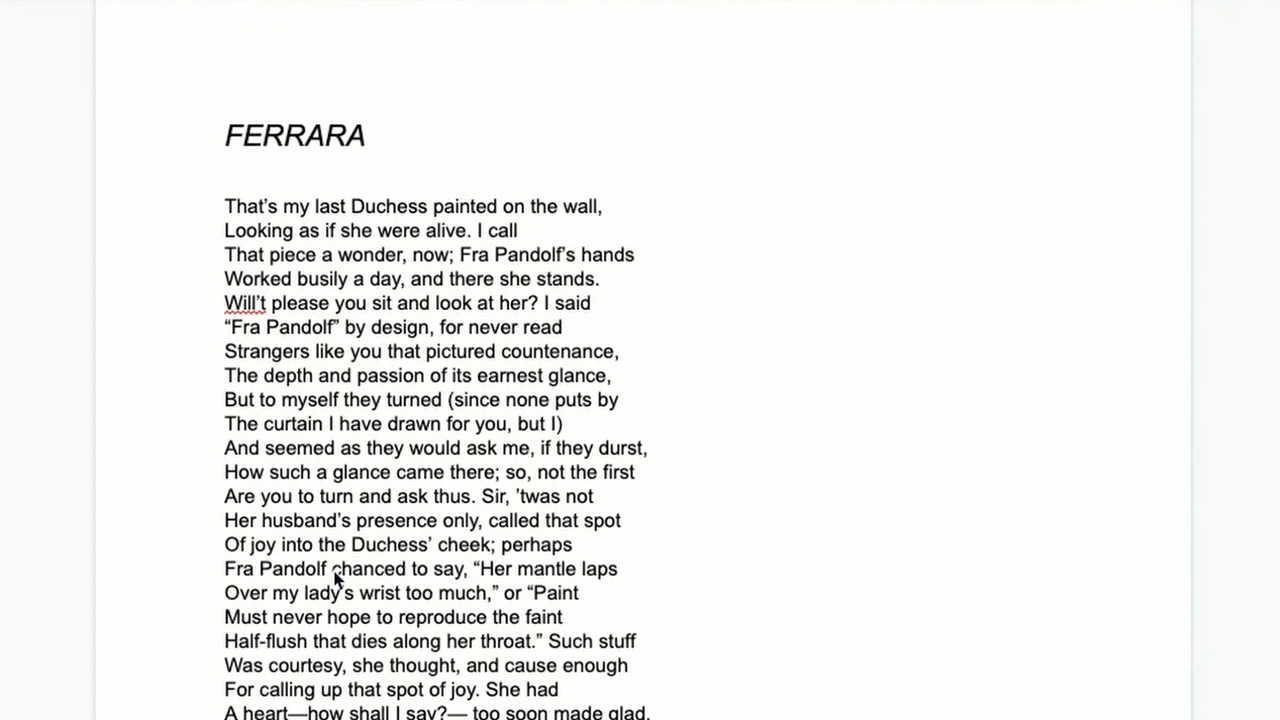 FERRARA
That’s my last Duchess painted on the wall,
Looking as if she were alive. I call
That piece a wonder, now; Fra Pandolf’s hands
Worked busily a day, and there she stands.
Will’t please you sit and look at her? I said
“Fra Pandolf” by design, for never read
Strangers like you that pictured countenance,
The depth and passion of its earnest glance,
But to myself they turned (since none puts by
The curtain I have drawn for you, but I)
And seemed as they would ask me, if they durst,
How such a glance came there; so, not the first
Are you to turn and ask thus. Sir, ’twas not
Her husband’s presence only, called that spot
Of joy into the Duchess’ cheek; perhaps
Fra Pandolf chanced to say, “Her mantle laps
Over my lady’s wrist too much,” or “Paint
Must never hope to reproduce the faint
Half-flush that dies along her throat.” Such stuff
Was courtesy, she thought, and cause enough
For calling up that spot of joy. She had
A heart—how shall I say?— too soon made glad,